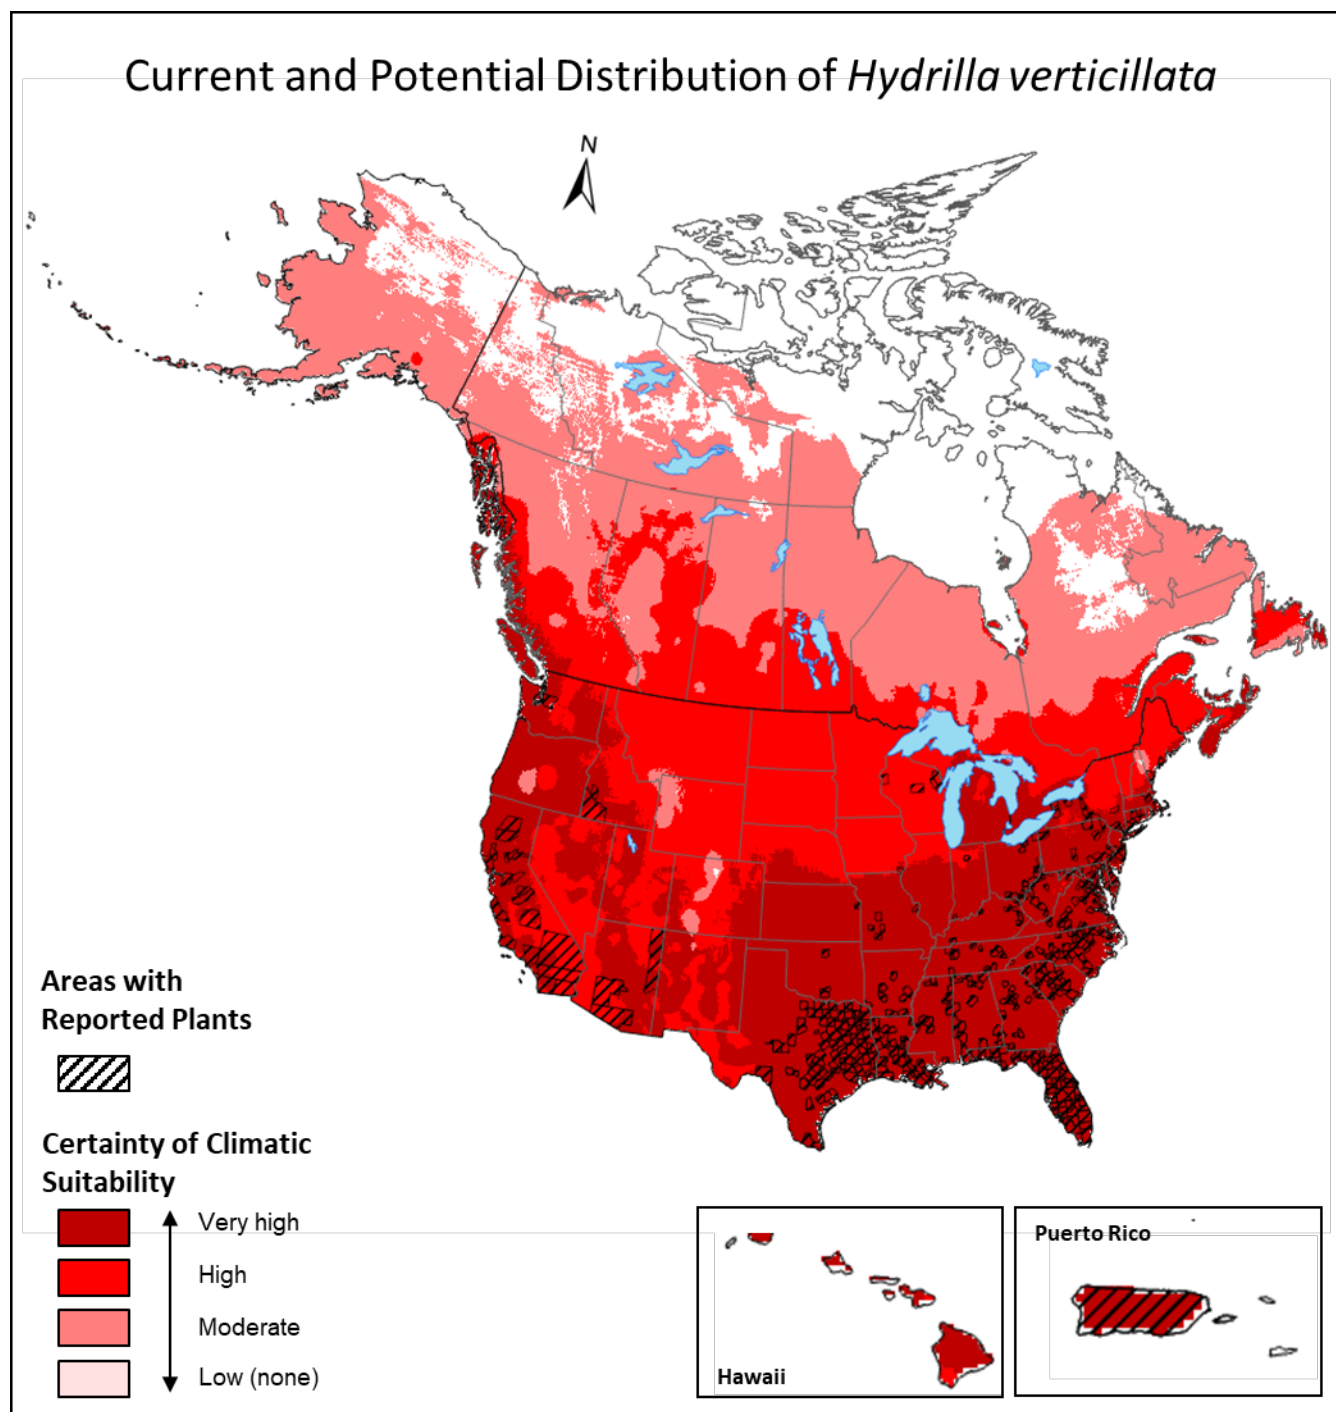 Current and Potential Distribution of Hydrilla verticillata
N
Areas with
Reported Plants
Certainty of Climatic
Suitability
Very high
High
Moderate
Low (none)
Hawaii
Puerto Rico